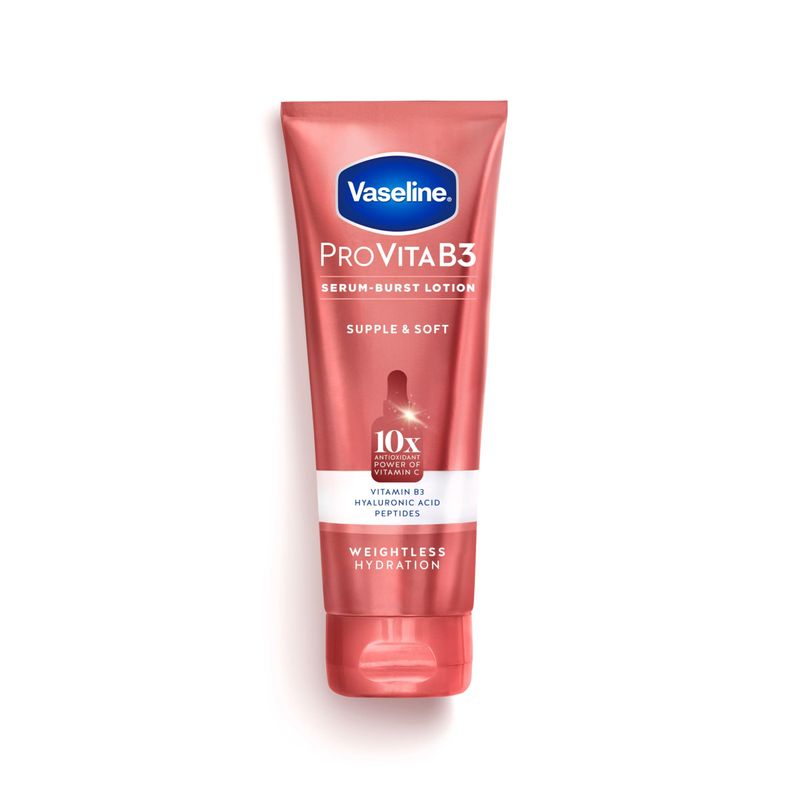 Vaseline®
PROVITAB3
SERUM-BURST LOTION
SUPPLE & SOFT
10x
ANTIOXIDANT
POWER OF
VITAMIN C
VITAMIN B3
HYALURONIC ACID
PEPTIDES
WEIGHTLESS
HYDRATION